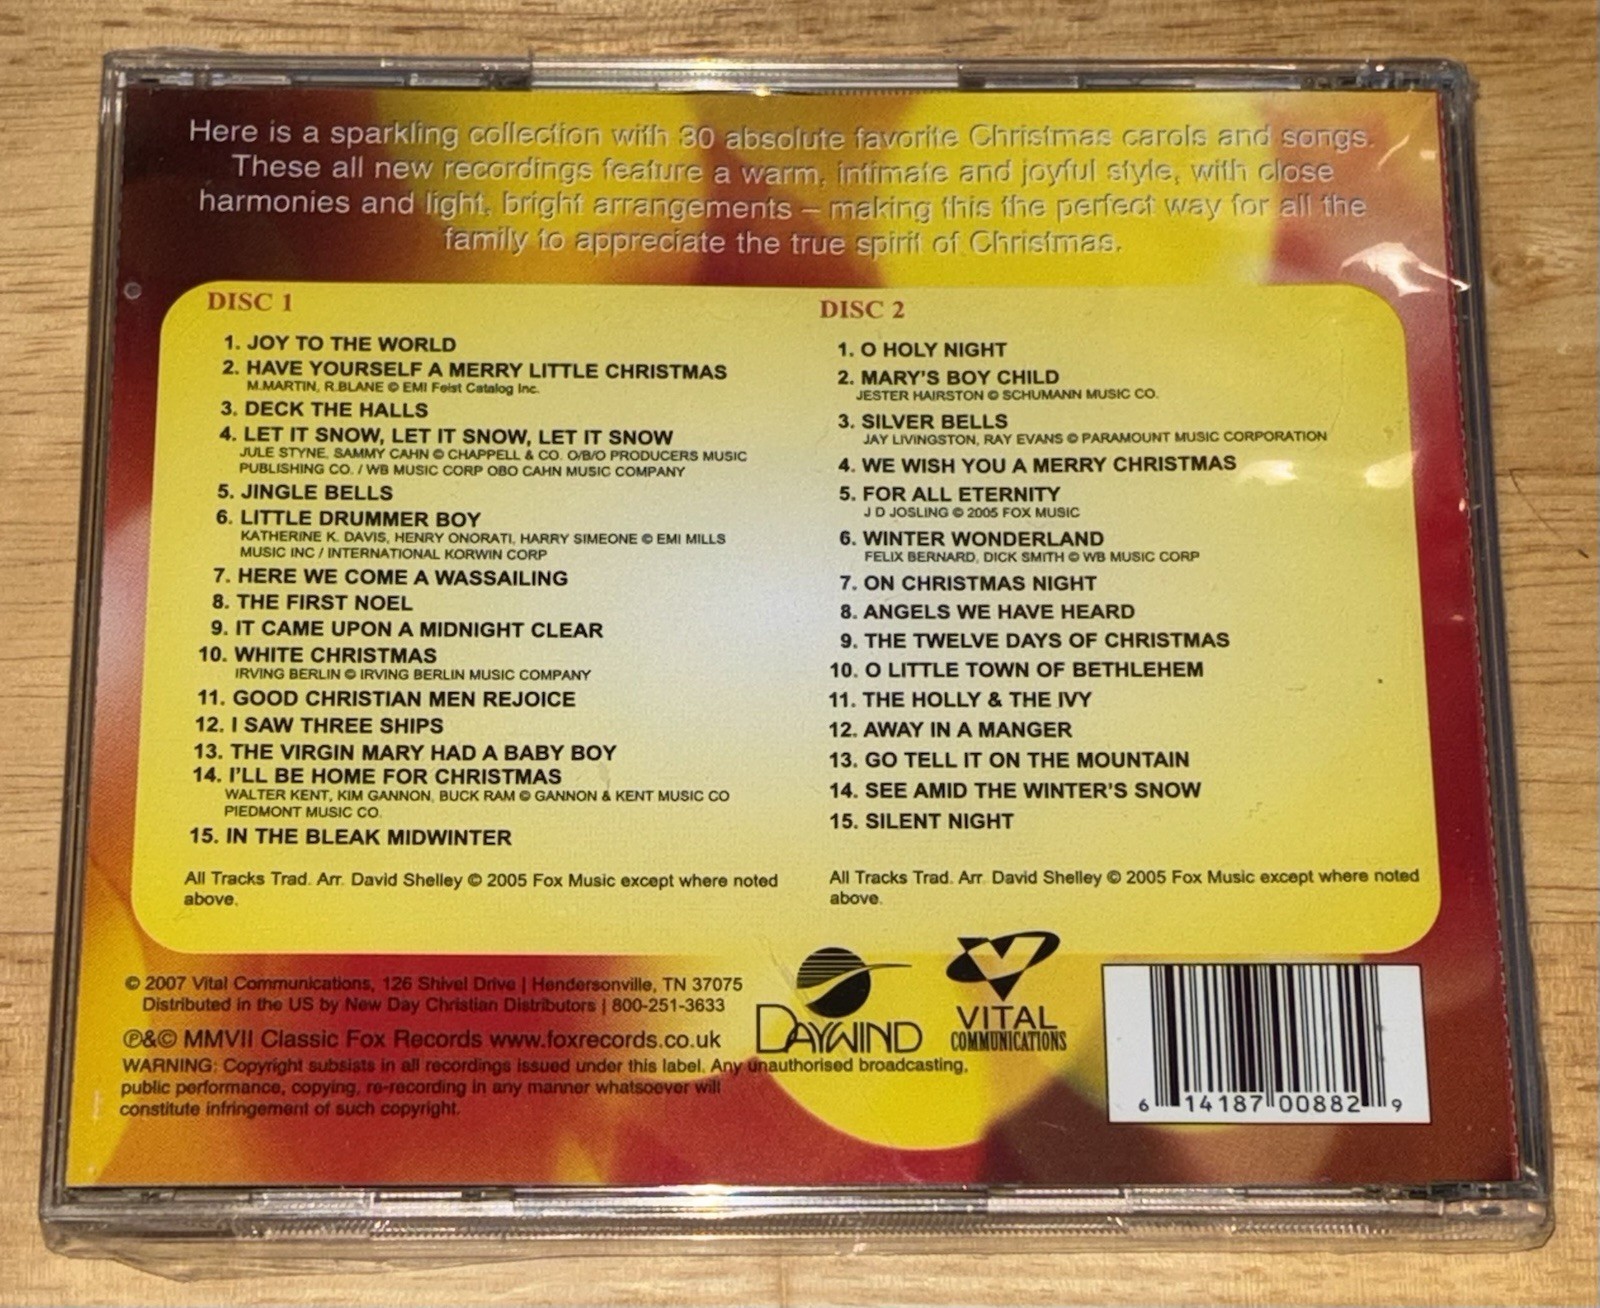 Here is a sparkling collection with 30 absolute favorite Christmas carols and songs.
These all new recordings feature a warm, intimate and joyful style, with close
harmonies and light, bright arrangements – making this the perfect way for all the
family to appreciate the true spirit of Christmas.
DISC 1
1. JOY TO THE WORLD
2. HAVE YOURSELF A MERRY LITTLE CHRISTMAS
M.MARTIN, R.BLANE © EMI Feist Catalog Inc.
3. DECK THE HALLS
4. LET IT SNOW, LET IT SNOW, LET IT SNOW
JULE STYNE, SAMMY CAHN © CHAPPELL & CO. O/B/O PRODUCERS MUSIC
PUBLISHING CO. / WB MUSIC CORP OBO CAHN MUSIC COMPANY
5. JINGLE BELLS
6. LITTLE DRUMMER BOY
KATHERINE K. DAVIS, HENRY ONORATI, HARRY SIMEONE © EMI MILLS
MUSIC INC / INTERNATIONAL KORWIN CORP
7. HERE WE COME A WASSAILING
8. THE FIRST NOEL
9. IT CAME UPON A MIDNIGHT CLEAR
10. WHITE CHRISTMAS
IRVING BERLIN © IRVING BERLIN MUSIC COMPANY
11. GOOD CHRISTIAN MEN REJOICE
12. I SAW THREE SHIPS
13. THE VIRGIN MARY HAD A BABY BOY
14. I'LL BE HOME FOR CHRISTMAS
WALTER KENT, KIM GANNON, BUCK RAM © GANNON & KENT MUSIC CO
PIEDMONT MUSIC CO.
15. IN THE BLEAK MIDWINTER
All Tracks Trad. Arr. David Shelley © 2005 Fox Music except where noted
above.
DISC 2
1. O HOLY NIGHT
2. MARY'S BOY CHILD
JESTER HAIRSTON © SCHUMANN MUSIC CO.
3. SILVER BELLS
JAY LIVINGSTON, RAY EVANS © PARAMOUNT MUSIC CORPORATION
4. WE WISH YOU A MERRY CHRISTMAS
5. FOR ALL ETERNITY
J D JOSLING © 2005 FOX MUSIC
6. WINTER WONDERLAND
FELIX BERNARD, DICK SMITH © WB MUSIC CORP
7. ON CHRISTMAS NIGHT
8. ANGELS WE HAVE HEARD
9. THE TWELVE DAYS OF CHRISTMAS
10. O LITTLE TOWN OF BETHLEHEM
11. THE HOLLY & THE IVY
12. AWAY IN A MANGER
13. GO TELL IT ON THE MOUNTAIN
14. SEE AMID THE WINTER'S SNOW
15. SILENT NIGHT
All Tracks Trad. Arr. David Shelley © 2005 Fox Music except where noted
above.
© 2007 Vital Communications, 126 Shivel Drive | Hendersonville, TN 37075
Distributed in the US by New Day Christian Distributors | 800-251-3633
℗&© MMVII Classic Fox Records www.foxrecords.co.uk
WARNING: Copyright subsists in all recordings issued under this label. Any unauthorised broadcasting,
public performance, copying, re-recording in any manner whatsoever will
constitute infringement of such copyright.
DAYWIND
VITAL
COMMUNICATIONS
6 14187 00882 9